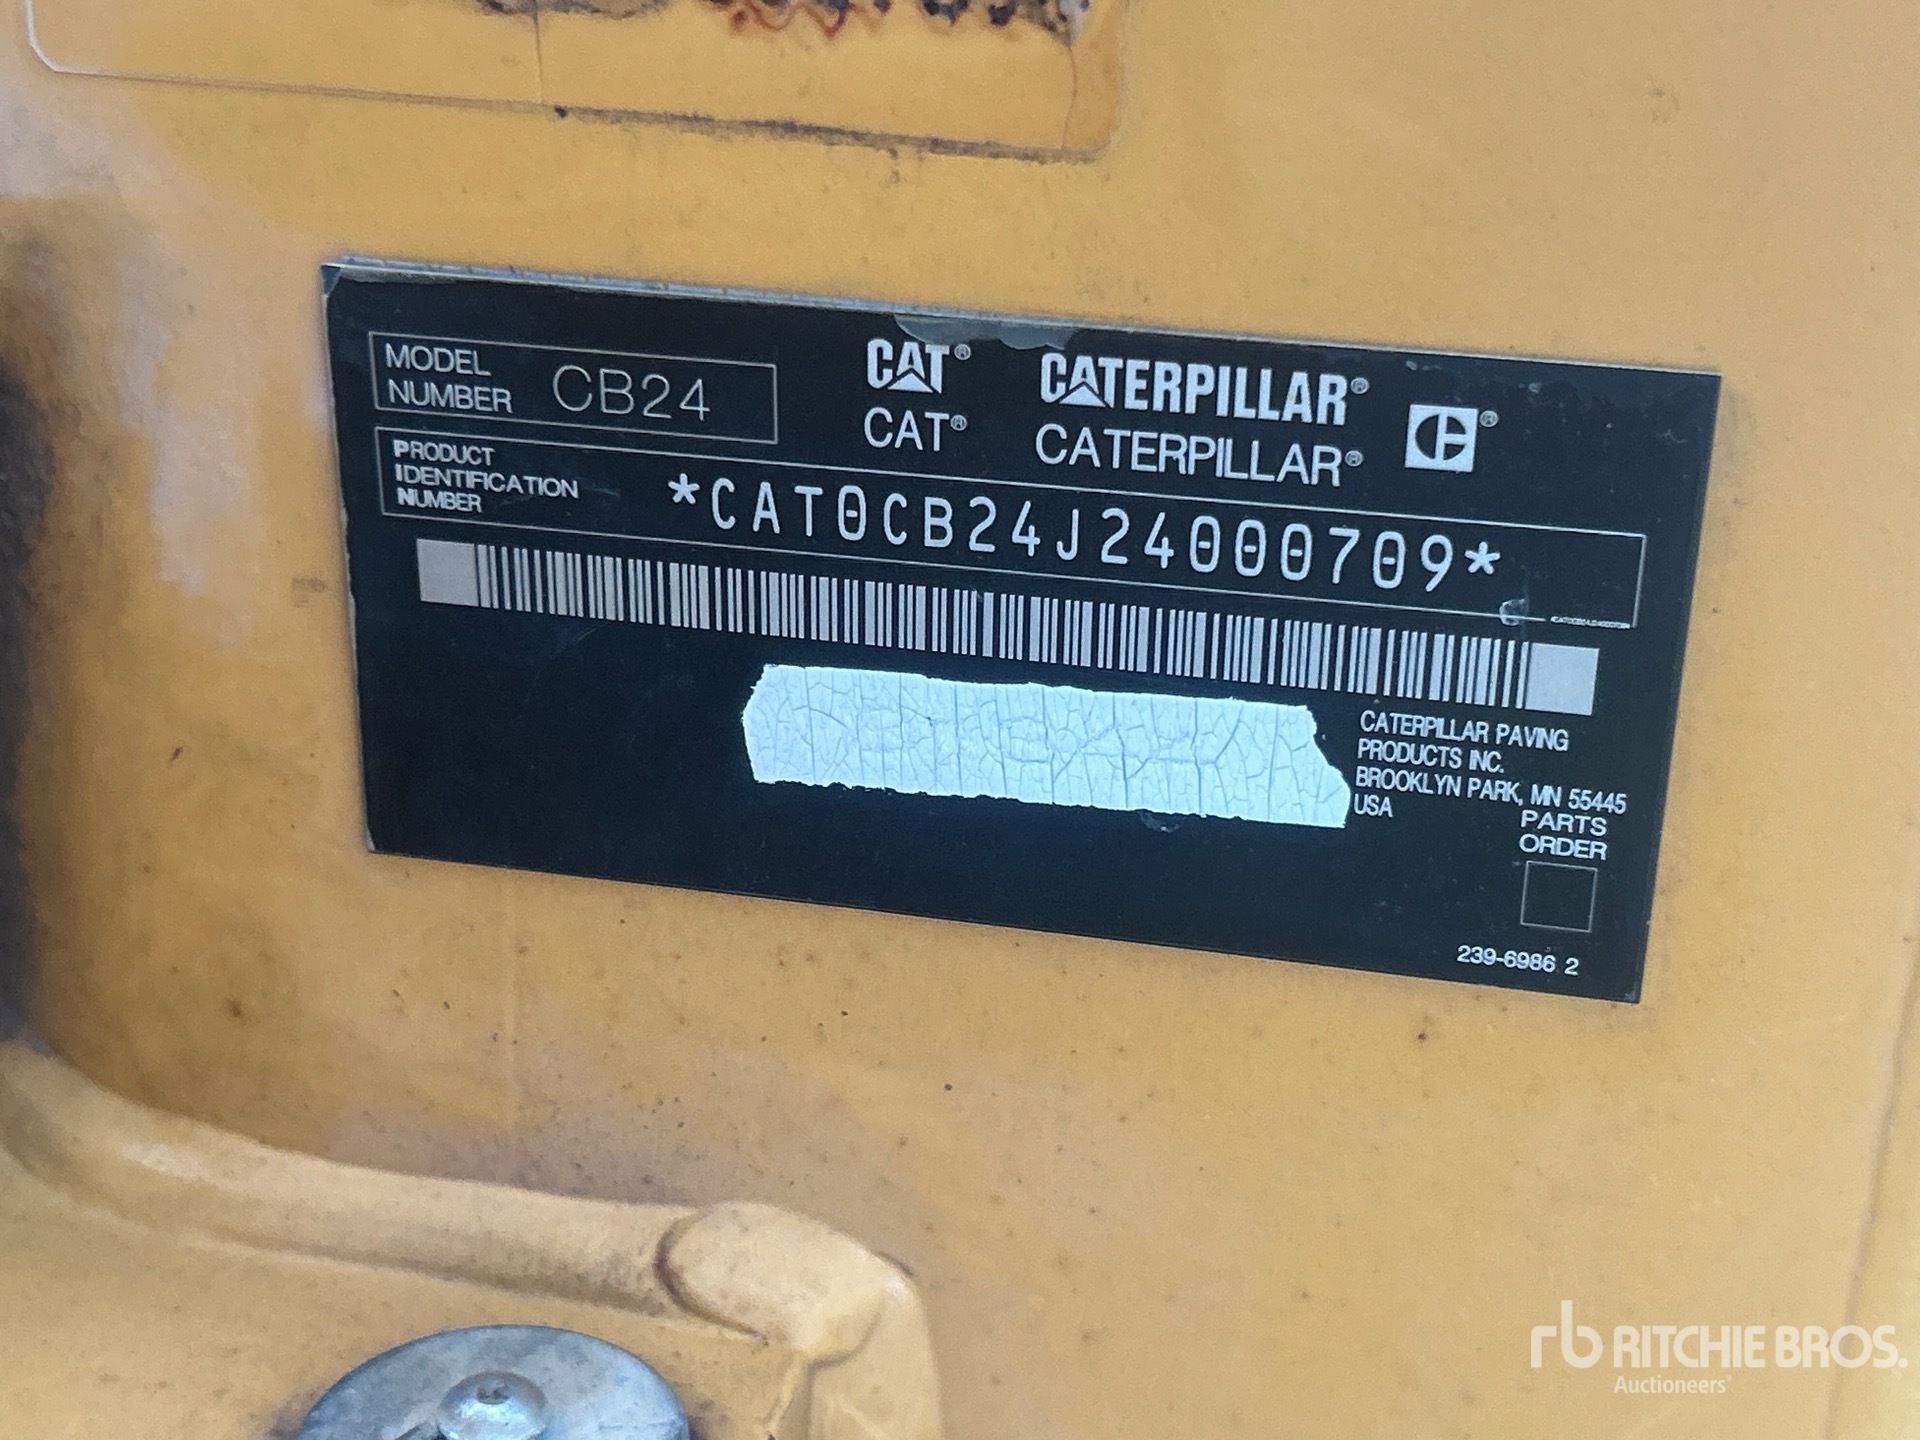 MODEL NUMBER CB24
CAT® CATERPILLAR® ®
CAT® CATERPILLAR®
PRODUCT IDENTIFICATION NUMBER *CAT0CB24J24000709*
CATERPILLAR PAVING
PRODUCTS INC.
BROOKLYN PARK, MN 55445
USA
PARTS
ORDER
239-6986 2
rb RITCHIE BROS.
Auctioneers